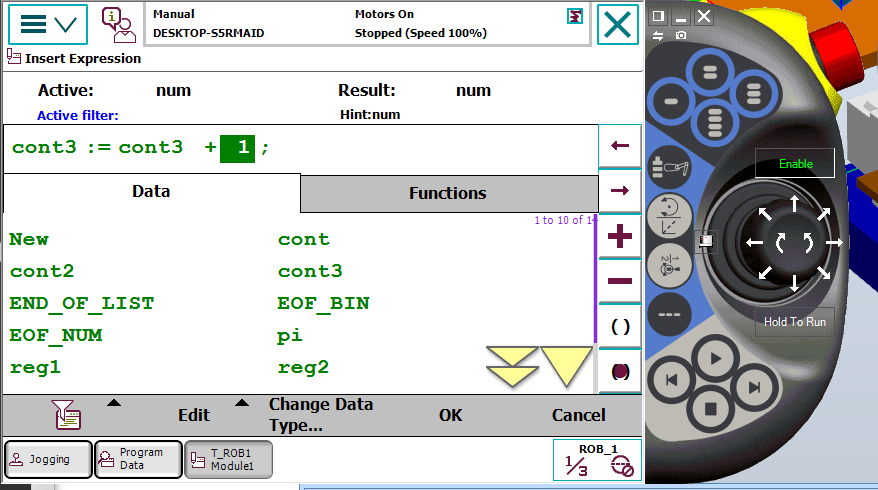 Manual
DESKTOP-S5RMAID
Motors On
Stopped (Speed 100%)
Insert Expression
Active: num Result: num
Active filter: Hint:num
cont3 := cont3 + 1 ;
Data Functions
1 to 10 of 14
New cont
cont2 cont3
END_OF_LIST EOF_BIN
EOF_NUM pi
reg1 reg2
( )
(●)
Edit Change Data
Type... OK Cancel
Jogging
Program
Data
T_ROB1
Module1
ROB_1
1/3
Enable
Hold To Run